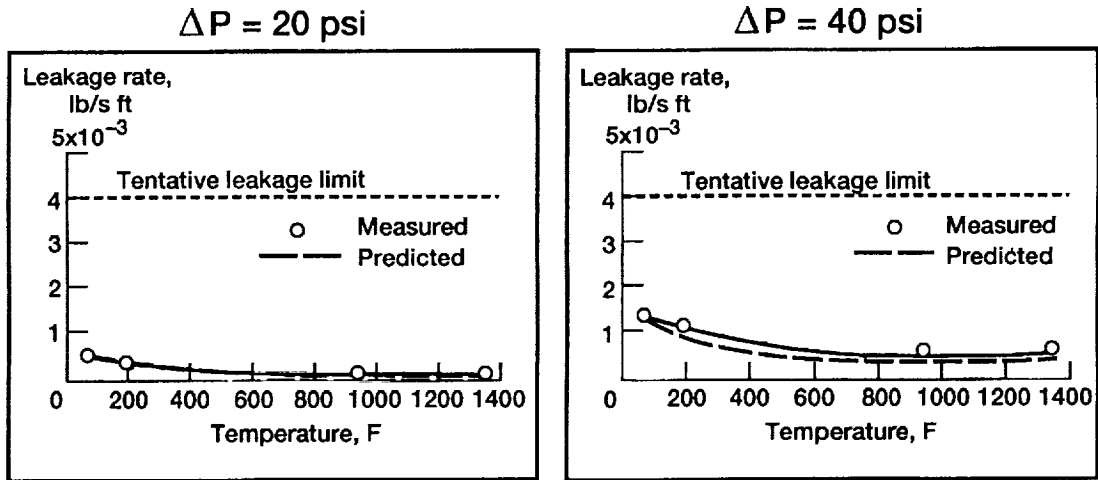 ΔP = 20 psi
Leakage rate,
lb/s ft
5x10⁻³
Tentative leakage limit
4
Measured
3
Predicted
2
1
0 200 400 600 800 1000 1200 1400
Temperature, F
ΔP = 40 psi
Leakage rate,
lb/s ft
5x10⁻³
Tentative leakage limit
4
Measured
3
Predicted
2
1
0 200 400 600 800 1000 1200 1400
Temperature, F